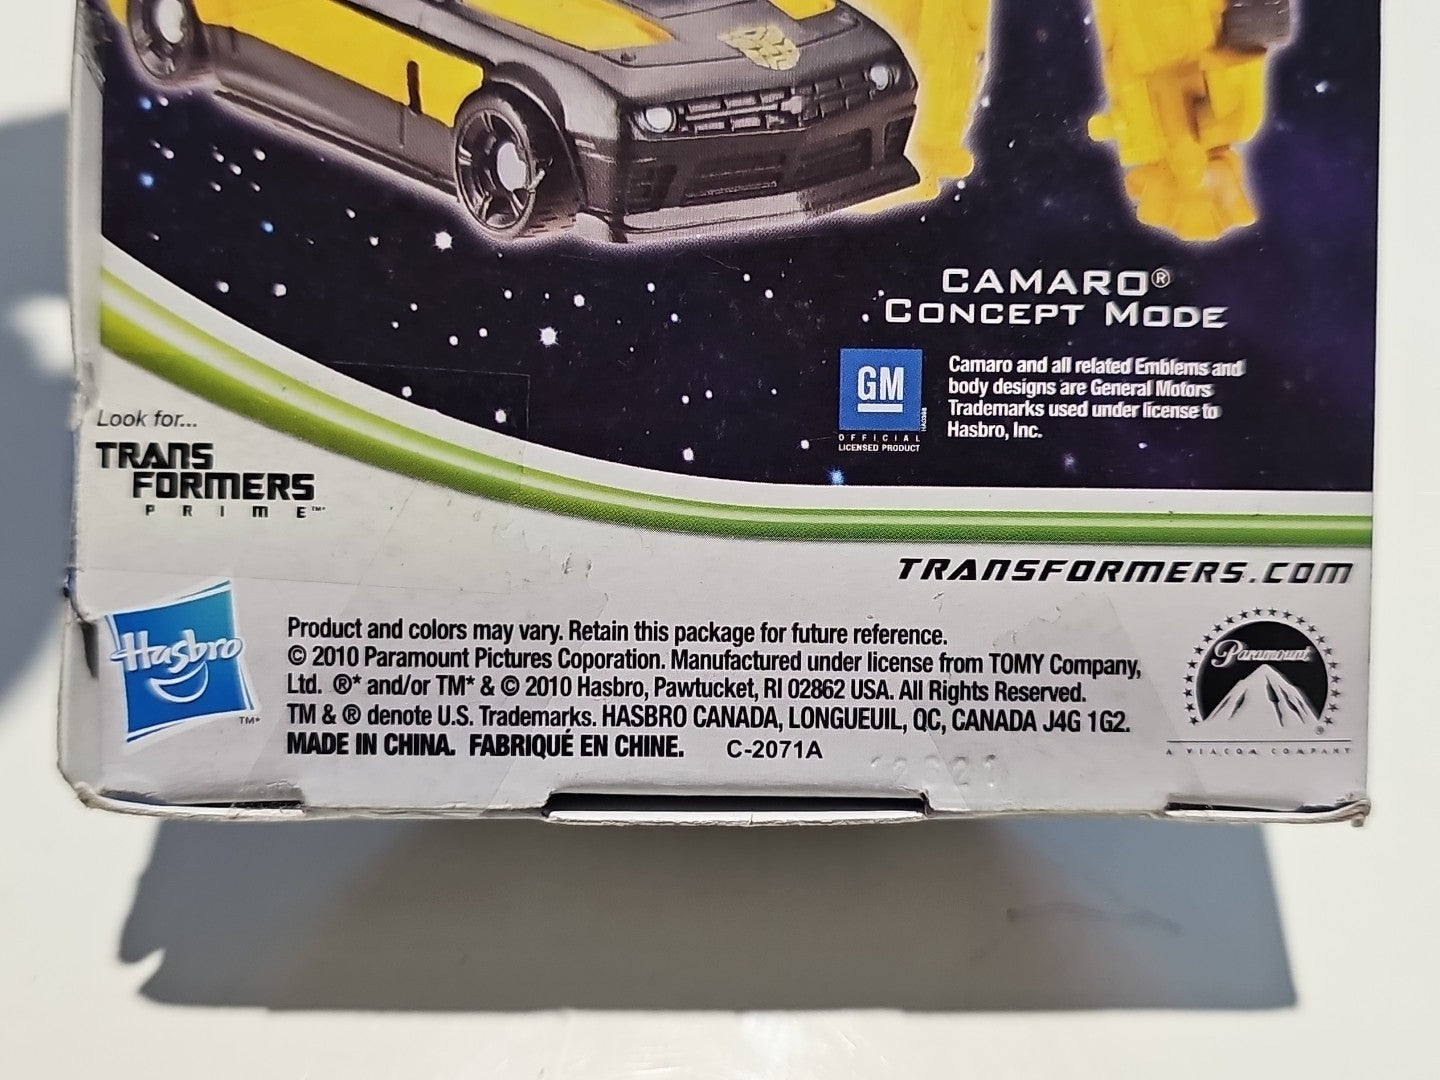 CAMARO®
CONCEPT MODE
GM
OFFICIAL
LICENSED PRODUCT
Camaro and all related Emblems and
body designs are General Motors
Trademarks used under license to
Hasbro, Inc.
Look for...
TRANS
FORMERS
PRIME™*
TRANSFORMERS.COM
Hasbro
TM*
Product and colors may vary. Retain this package for future reference.
© 2010 Paramount Pictures Coporation. Manufactured under license from TOMY Company,
Ltd. ®* and/or TM* & © 2010 Hasbro, Pawtucket, RI 02862 USA. All Rights Reserved.
TM & ® denote U.S. Trademarks. HASBRO CANADA, LONGUEUIL, QC, CANADA J4G 1G2.
MADE IN CHINA. FABRIQUÉ EN CHINE. C-2071A
Paramount
®
A VIACOM COMPANY